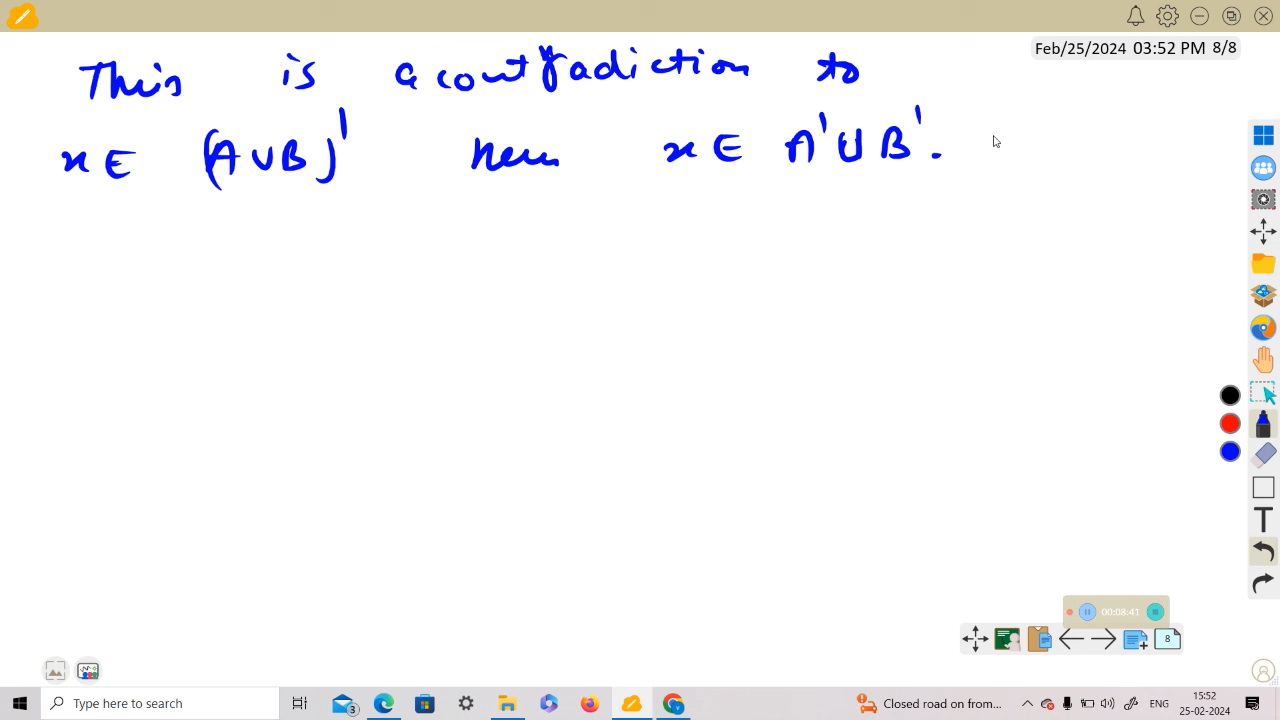 Feb/25/2024 03:52 PM 8/8
This is a contradiction to
x ∈ (A ∪ B)' x ∈ A' ∪ B'.
00:08:41
8
Type here to search
3
Closed road on from...
ENG
15:52
25-02-2024